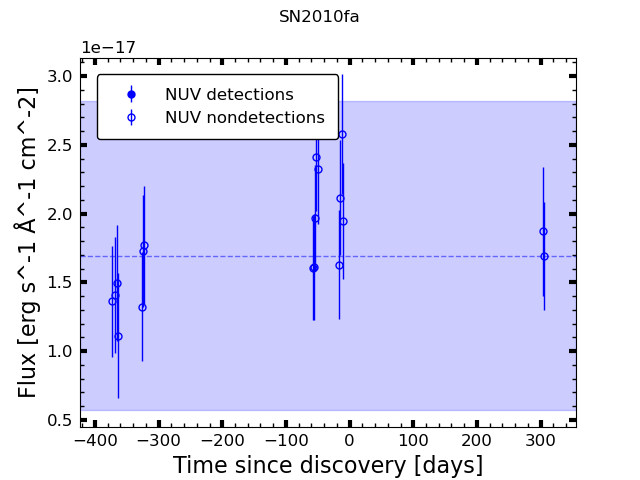 SN2010fa
1e−17
NUV detections
NUV nondetections
3.0
2.5
2.0
1.5
1.0
0.5
Flux [erg s^-1 Å^-1 cm^-2]
−400 −300 −200 −100 0 100 200 300
Time since discovery [days]